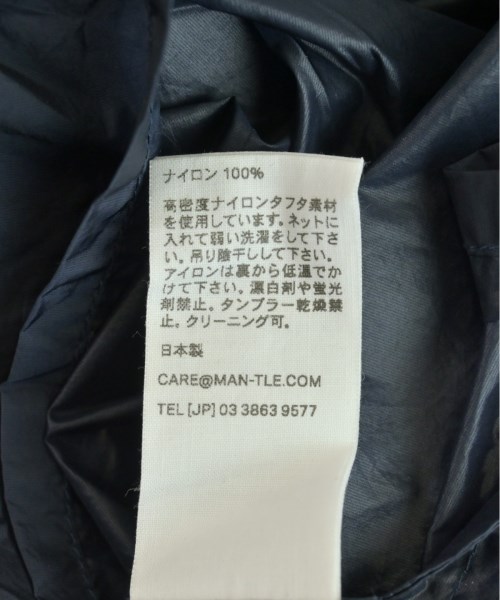 ナイロン 100%
高密度ナイロンタフタ素材
を使用しています。ネットに
入れて弱い洗濯をして下さ
い。吊り陰干しして下さい。
アイロンは裏から低温でか
けて下さい。漂白剤や蛍光
剤禁止。タンブラー乾燥禁
止。クリーニング可。
日本製
CARE@MAN-TLE.COM
TEL [JP] 03 3863 9577